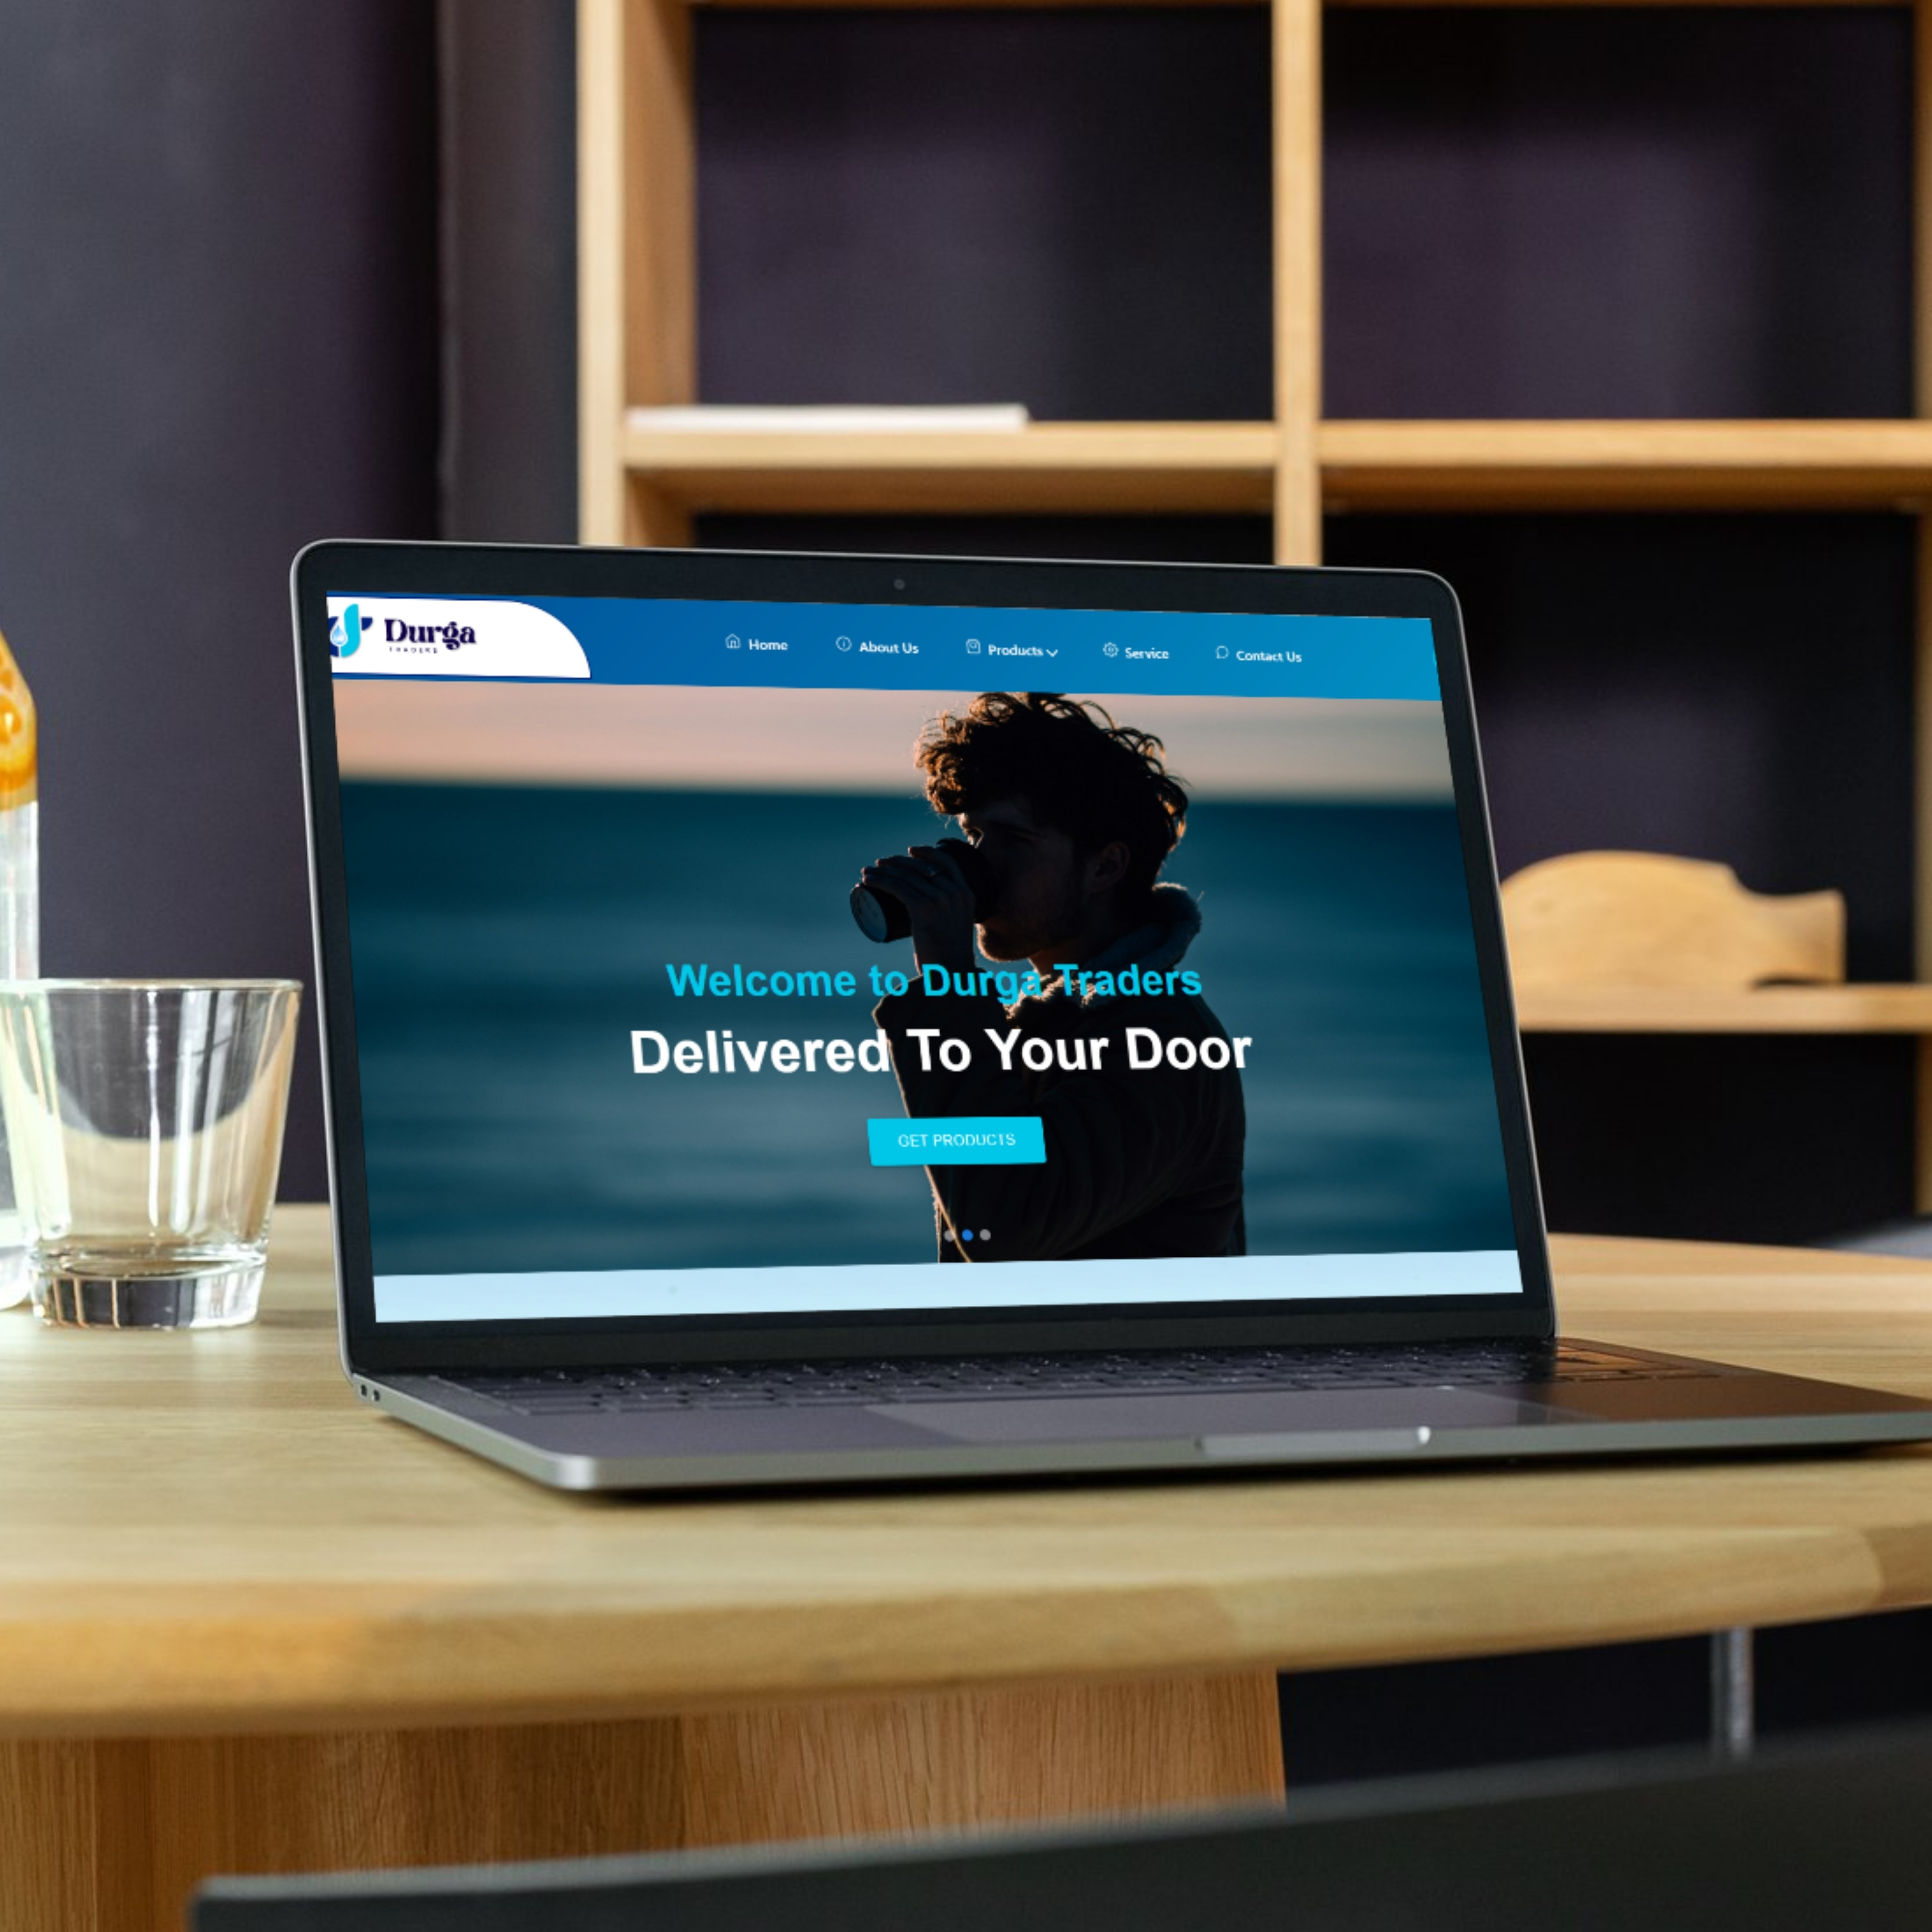 Durga
TRADERS
Home
About Us
Products
Service
Contact Us
Welcome to Durga Traders
Delivered To Your Door
GET PRODUCTS